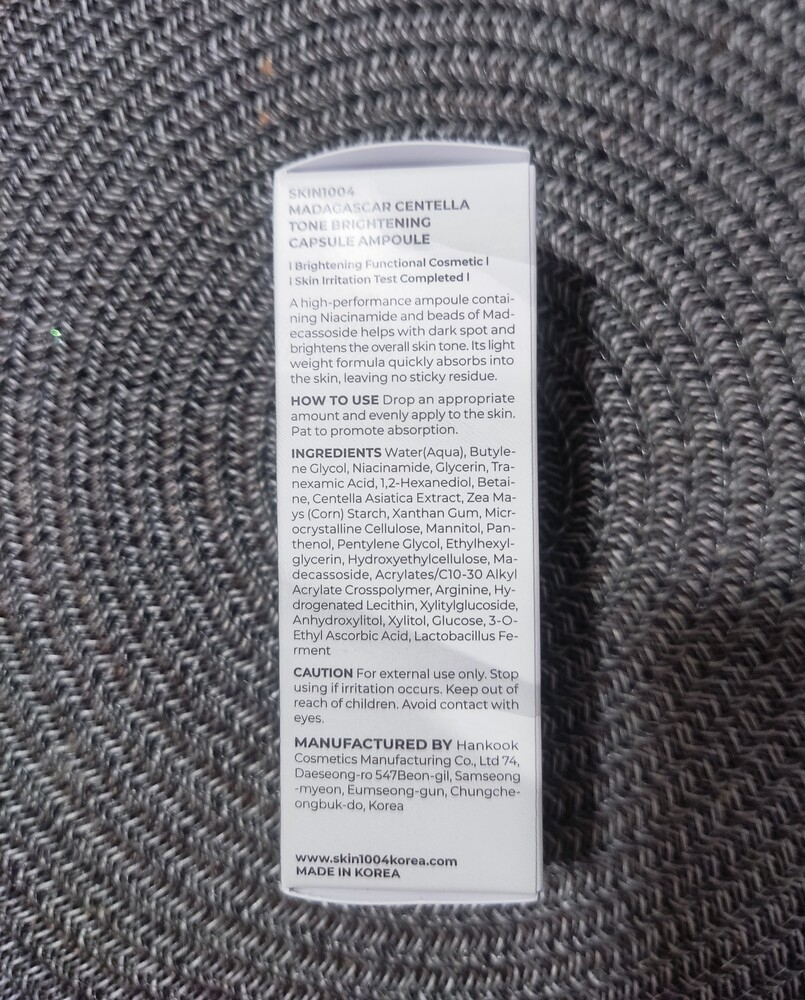 SKIN1004
MADAGASCAR CENTELLA
TONE BRIGHTENING
CAPSULE AMPOULE
I Brightening Functional Cosmetic I
I Skin Irritation Test Completed I
A high-performance ampoule contai-
ning Niacinamide and beads of Mad-
ecassoside helps with dark spot and
brightens the overall skin tone. Its light
weight formula quickly absorbs into
the skin, leaving no sticky residue.
HOW TO USE Drop an appropriate
amount and evenly apply to the skin.
Pat to promote absorption.
INGREDIENTS Water(Aqua), Butyle-
ne Glycol, Niacinamide, Glycerin, Tra-
nexamic Acid, 1,2-Hexanediol, Betai-
ne, Centella Asiatica Extract, Zea Ma-
ys (Corn) Starch, Xanthan Gum, Micr-
ocrystalline Cellulose, Mannitol, Pan-
thenol, Pentylene Glycol, Ethylhexyl-
glycerin, Hydroxyethylcellulose, Ma-
decassoside, Acrylates/C10-30 Alkyl
Acrylate Crosspolymer, Arginine, Hy-
drogenated Lecithin, Xylitylglucoside,
Anhydroxylitol, Xylitol, Glucose, 3-O-
Ethyl Ascorbic Acid, Lactobacillus Fe-
rment
CAUTION For external use only. Stop
using if irritation occurs. Keep out of
reach of children. Avoid contact with
eyes.
MANUFACTURED BY Hankook
Cosmetics Manufacturing Co., Ltd 74,
Daeseong-ro 547Beon-gil, Samseong
-myeon, Eumseong-gun, Chungche-
ongbuk-do, Korea
www.skin1004korea.com
MADE IN KOREA